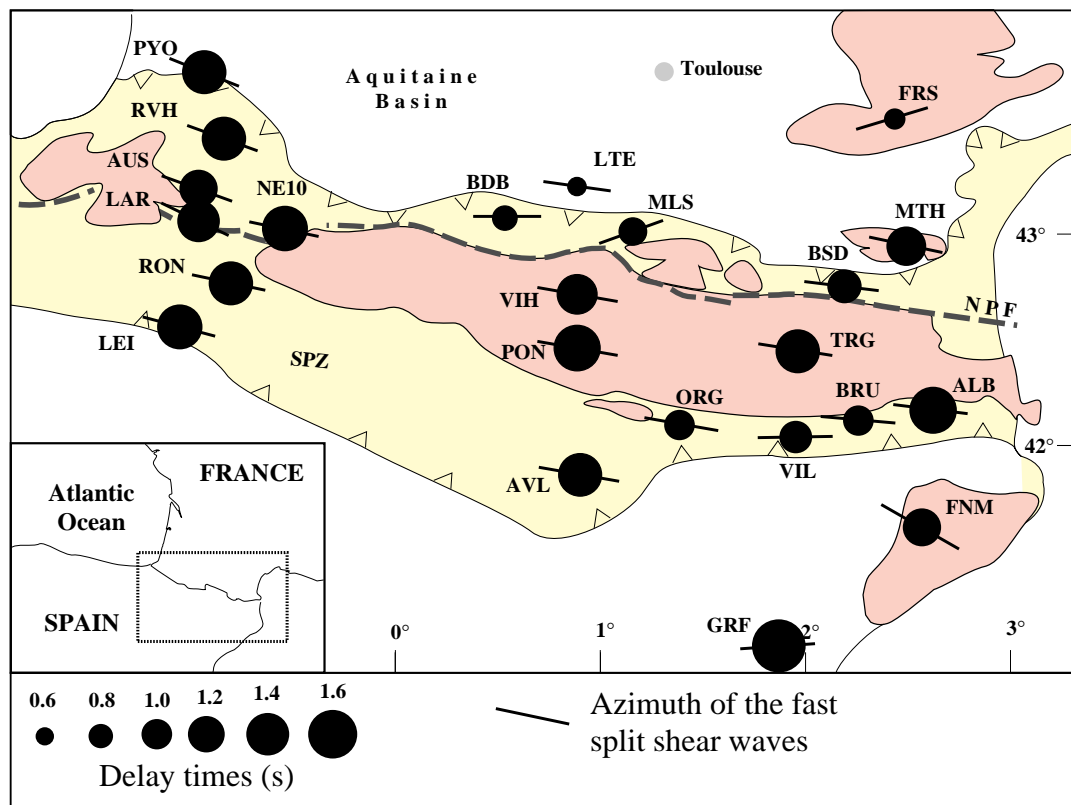 PYO
Aquitaine
Basin
Toulouse
RVH
FRS
AUS
LTE
NE10
BDB
LAR
MLS
MTH
43°
BSD
RON
VIH
NPF
LEI
PON
TRG
SPZ
ORG
BRU
ALB
42°
VIL
AVL
FNM
FRANCE
Atlantic
Ocean
SPAIN
GRF
0°
1°
2°
3°
0.6 0.8 1.0 1.2 1.4 1.6
Delay times (s)
Azimuth of the fast
split shear waves